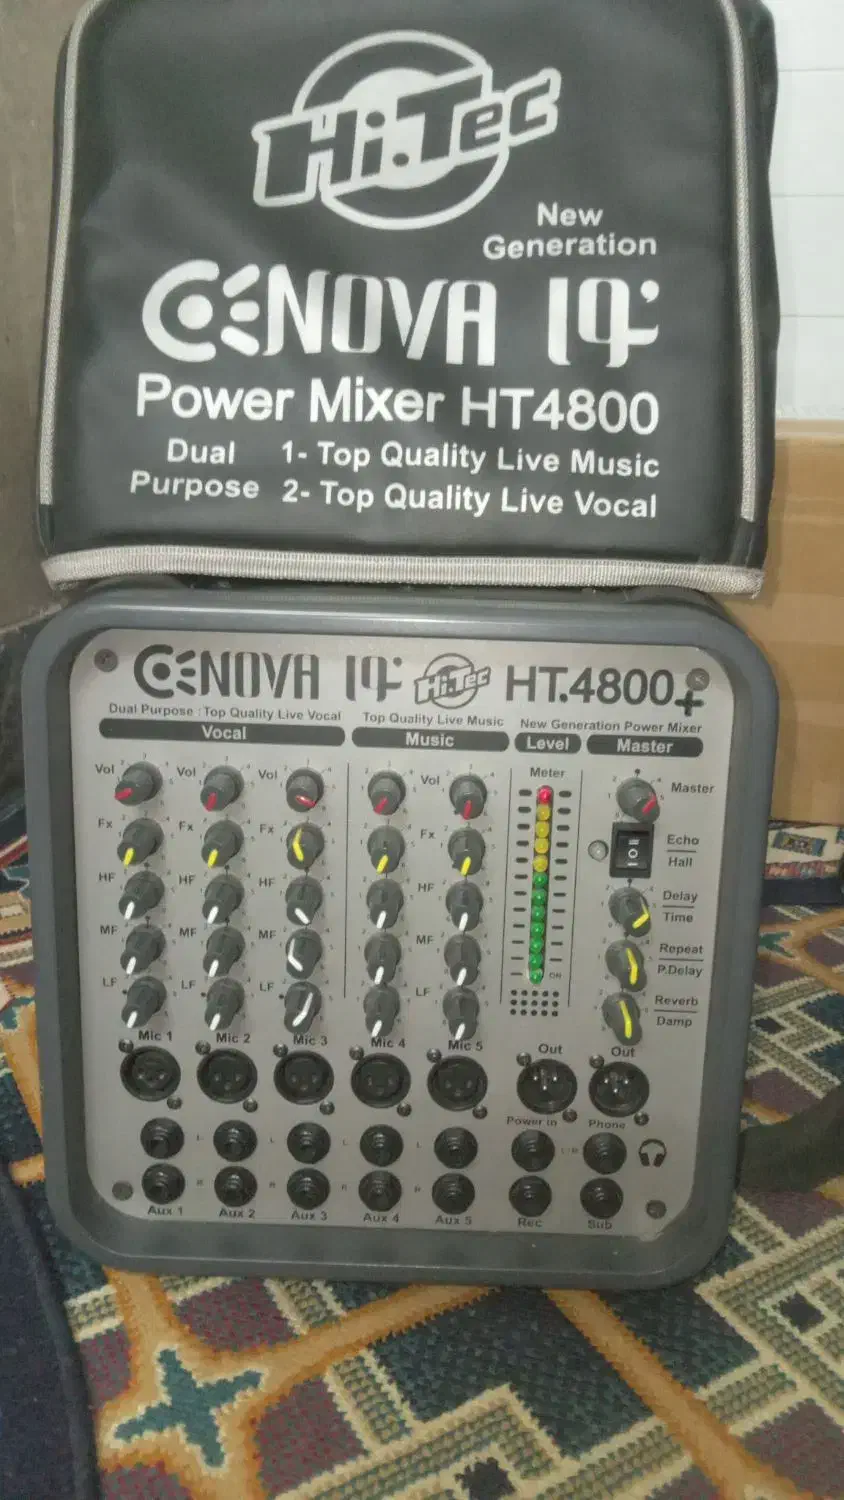 Hi.Tec
New
Generation
NOVA 19'
Power Mixer HT4800
Dual 1- Top Quality Live Music
Purpose 2- Top Quality Live Vocal
NOVA 19' Hi.Tec HT.4800+
Dual Purpose : Top Quality Live Vocal Top Quality Live Music New Generation Power Mixer
Vocal Music Level Master
Vol Vol Vol Vol Meter Master
Fx Fx Fx Fx Echo
Hall
HF HF HF HF Delay
Time
MF MF MF MF Repeat
P.Delay
LF LF LF LF ON Reverb
Damp
Mic 1 Mic 2 Mic 3 Mic 4 Mic 5 Out Out
Power in Phone
L L L L L R
R R R R
Aux 1 Aux 2 Aux 3 Aux 4 Aux 5 Rec Sub